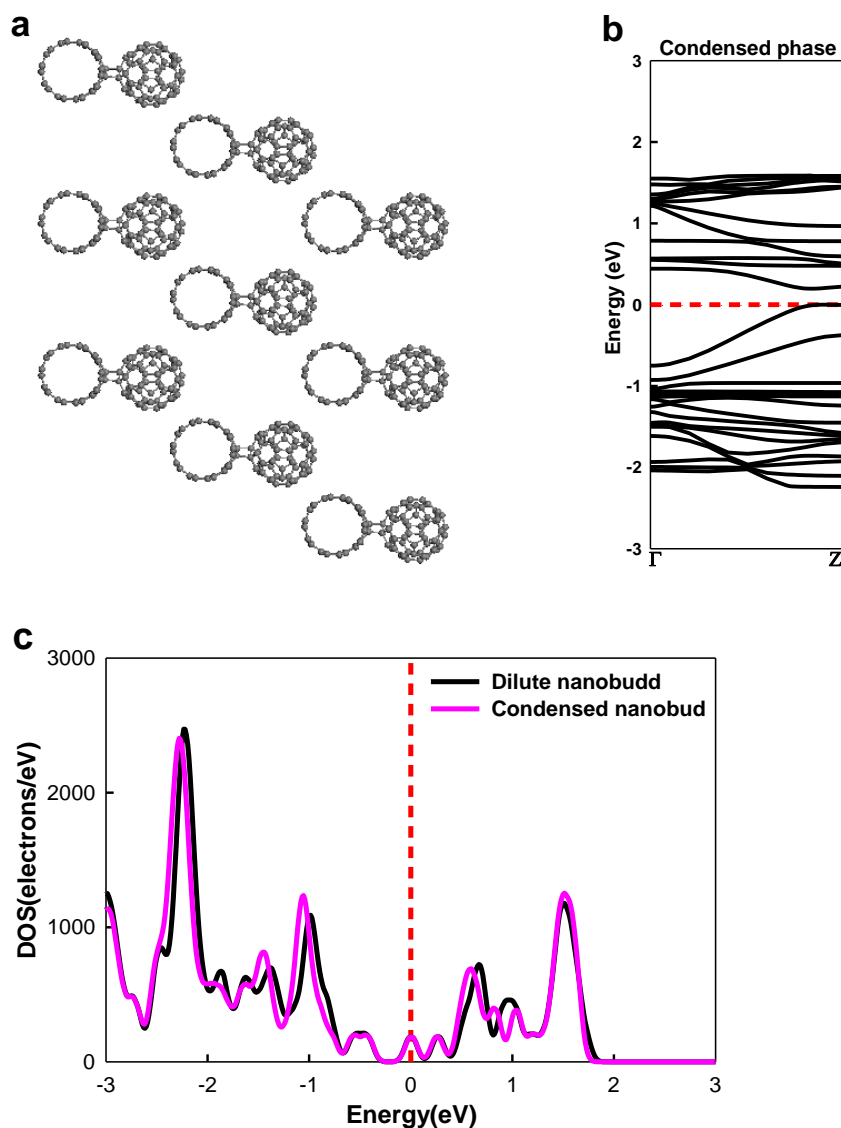 a
b
Condensed phase
3
2
1
0
-1
-2
-3
Energy (eV)
Γ Z
c
3000
2000
1000
0
DOS(electrons/eV)
Dilute nanobudd
Condensed nanobud
-3 -2 -1 0 1 2 3
Energy(eV)